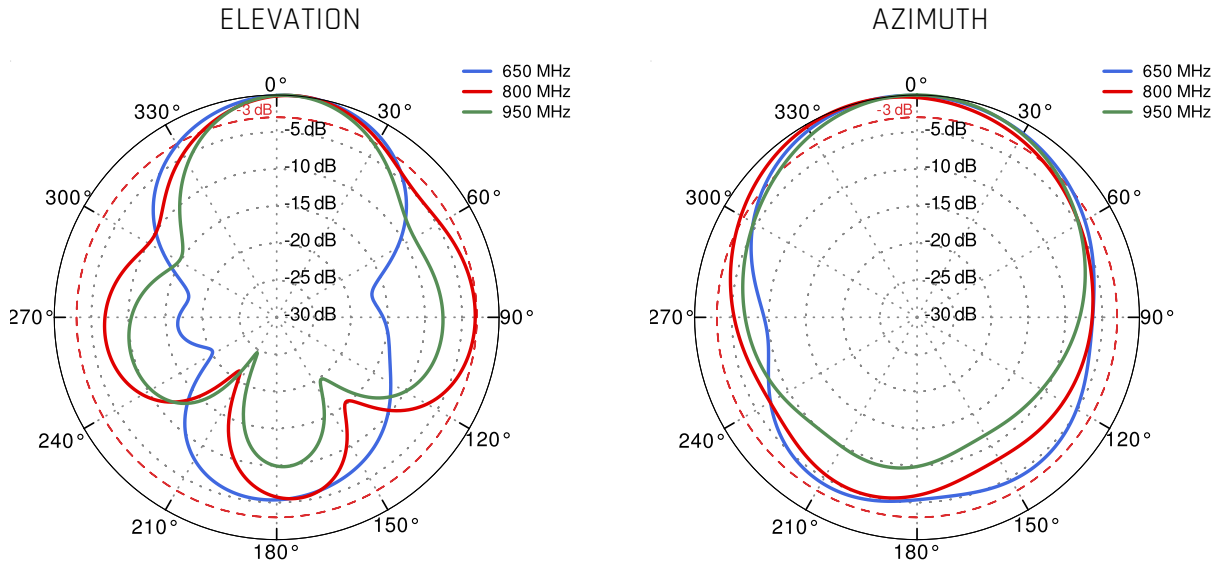 ELEVATION
650 MHz
800 MHz
950 MHz
0°
330°
30°
-3 dB
-5 dB
-10 dB
300°
60°
-15 dB
-20 dB
-25 dB
270°
-30 dB
90°
240°
120°
210°
150°
180°
AZIMUTH
650 MHz
800 MHz
950 MHz
0°
330°
30°
-3 dB
-5 dB
-10 dB
300°
60°
-15 dB
-20 dB
-25 dB
270°
-30 dB
90°
240°
120°
210°
150°
180°